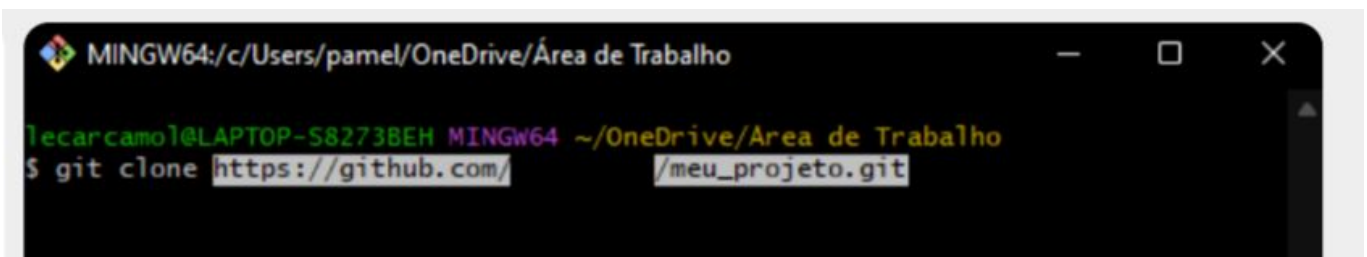 MINGW64:/c/Users/pamel/OneDrive/Área de Trabalho
lecarcamol@LAPTOP-S8273BEH MINGW64 ~/OneDrive/Área de Trabalho
$ git clone https://github.com/ /meu_projeto.git